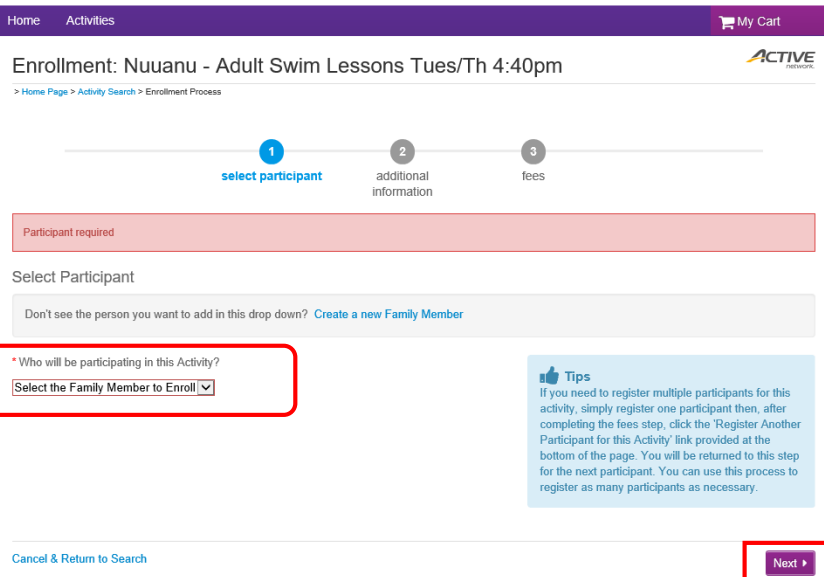 Home Activities My Cart
Enrollment: Nuuanu - Adult Swim Lessons Tues/Th 4:40pm
ACTIVE
network.
> Home Page > Activity Search > Enrollment Process
1 2 3
select participant additional fees
information
Participant required
Select Participant
Don't see the person you want to add in this drop down? Create a new Family Member
* Who will be participating in this Activity?
Select the Family Member to Enroll
Tips
If you need to register multiple participants for this
activity, simply register one participant then, after
completing the fees step, click the 'Register Another
Participant for this Activity' link provided at the
bottom of the page. You will be returned to this step
for the next participant. You can use this process to
register as many participants as necessary.
Cancel & Return to Search
Next